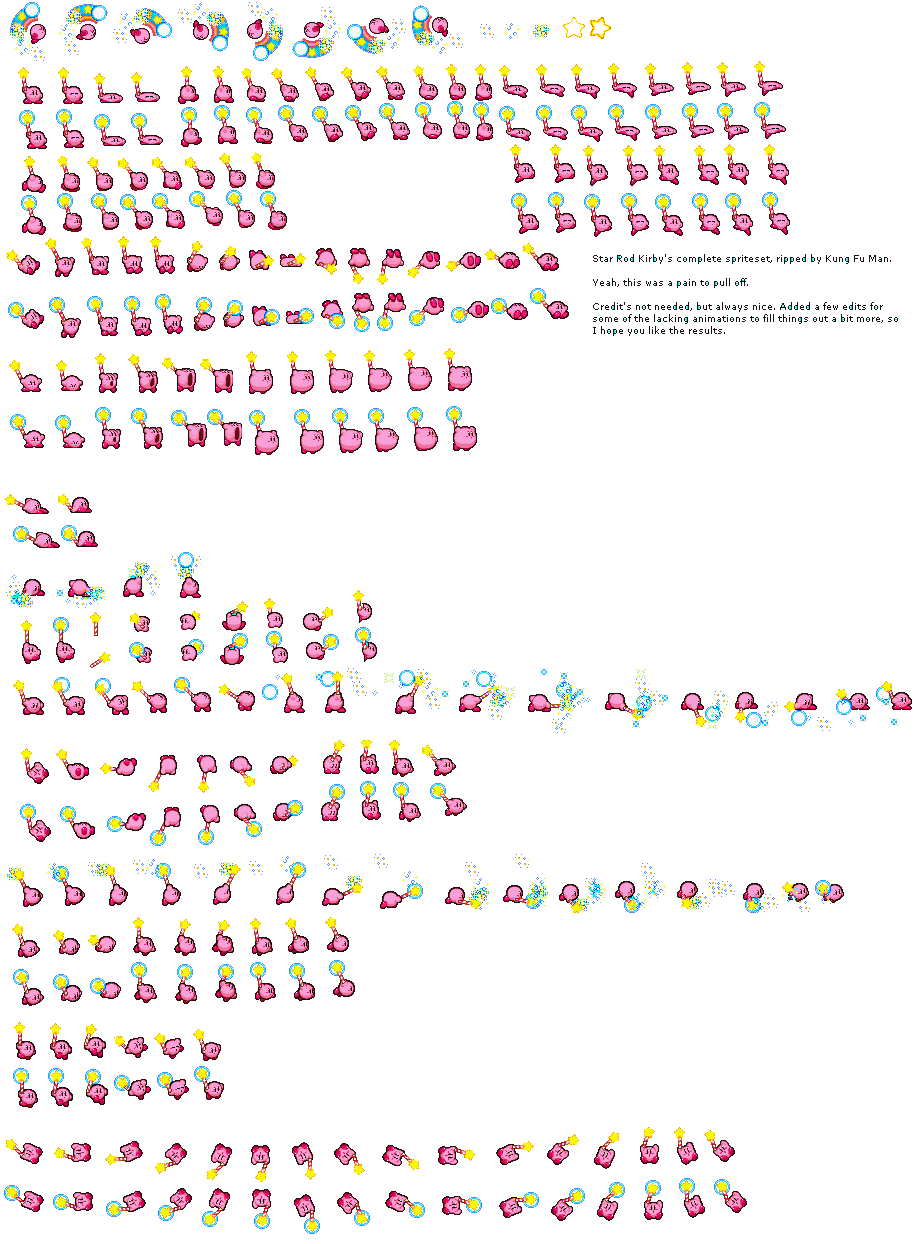 Star Rod Kirby's complete spriteset, ripped by Kung Fu Man.
Yeah, this was a pain to pull off.
Credit's not needed, but always nice. Added a few edits for
some of the lacking animations to fill things out a bit more, so
I hope you like the results.